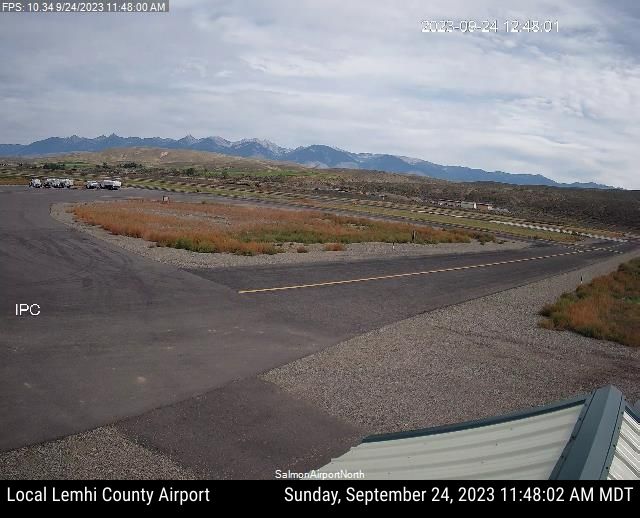 FPS: 10.34 9/24/2023 11:48:00 AM
2023-09-24 12:48:01
IPC
SalmonAirportNorth
Local Lemhi County Airport Sunday, September 24, 2023 11:48:02 AM MDT